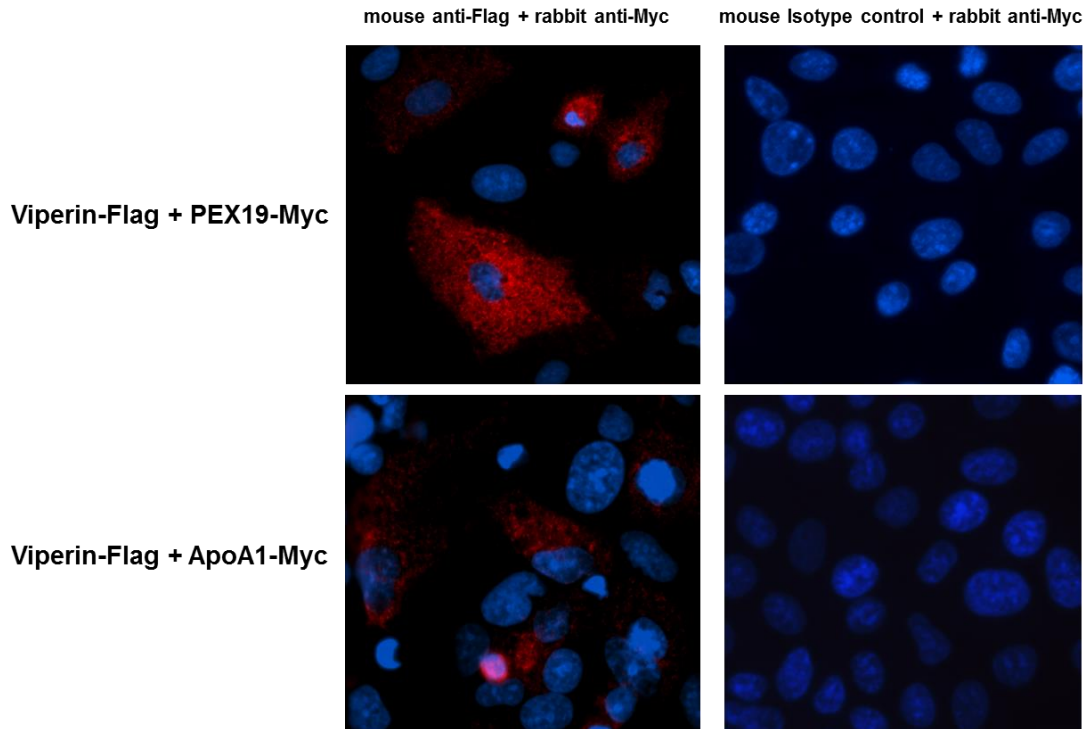 mouse anti-Flag + rabbit anti-Myc
mouse Isotype control + rabbit anti-Myc
Viperin-Flag + PEX19-Myc
Viperin-Flag + ApoA1-Myc